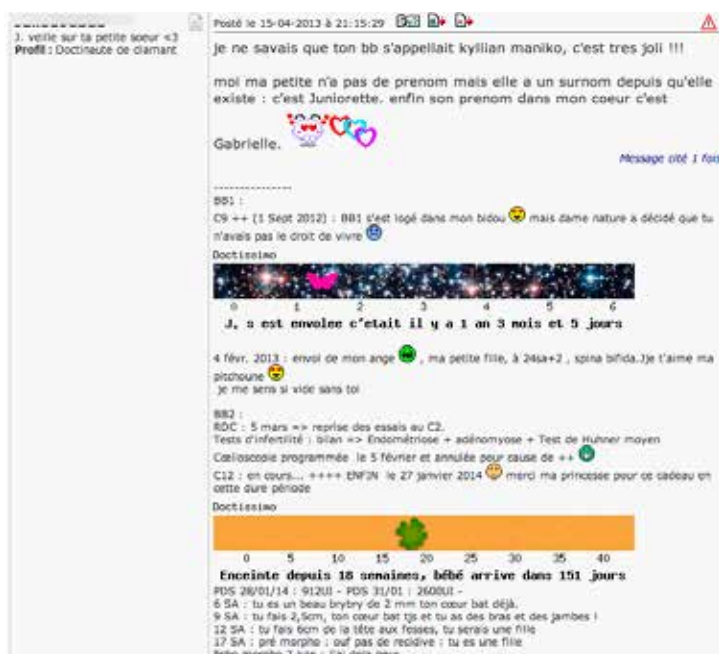 J. veille sur ta petite soeur <3
Profil : Doctinaute de diamant
Posté le 15-04-2013 à 21:15:29
je ne savais que ton bb s'appellait kyllian maniko, c'est tres joli !!!
moi ma petite n'a pas de prenom mais elle a un surnom depuis qu'elle
existe : c'est Juniorette. enfin son prenom dans mon coeur c'est
Gabrielle.
Message cité 1 fois
---------------
BB1 :
C9 ++ (1 Sept 2012) : BB1 s'est logé dans mon bidou mais dame nature a décidé que tu
n'avais pas le droit de vivre
Doctissimo
0 1 2 3 4 5 6
J, s est envolee c'etait il y a 1 an 3 mois et 5 jours
4 févr. 2013 : envol de mon ange , ma petite fille, à 24sa+2 , spina bifida.Jje t'aime ma
pitchoune
je me sens si vide sans toi
BB2 :
RDC : 5 mars => reprise des essais au C2.
Tests d'infertilité : bilan => Endométriose + adénomyose + Test de Huhner moyen
Cœlioscopie programmée le 5 février et annulée pour cause de ++
C12 : en cours... ++++ ENFIN le 27 janvier 2014 merci ma princesse pour ce cadeau en
cette dure période
Doctissimo
0 5 10 15 20 25 30 35 40
Enceinte depuis 18 semaines, bébé arrive dans 151 jours
PDS 28/01/14 : 912UI - PDS 31/01 : 2600UI -
6 SA : tu es un beau brybry de 2 mm ton cœur bat déjà.
9 SA : tu fais 2,5cm, ton cœur bat tjs et tu as des bras et des jambes !
12 SA : tu fais 6cm de la tête aux fesses, tu serais une fille
17 SA : pré morpho : ouf pas de recidive : tu es une fille